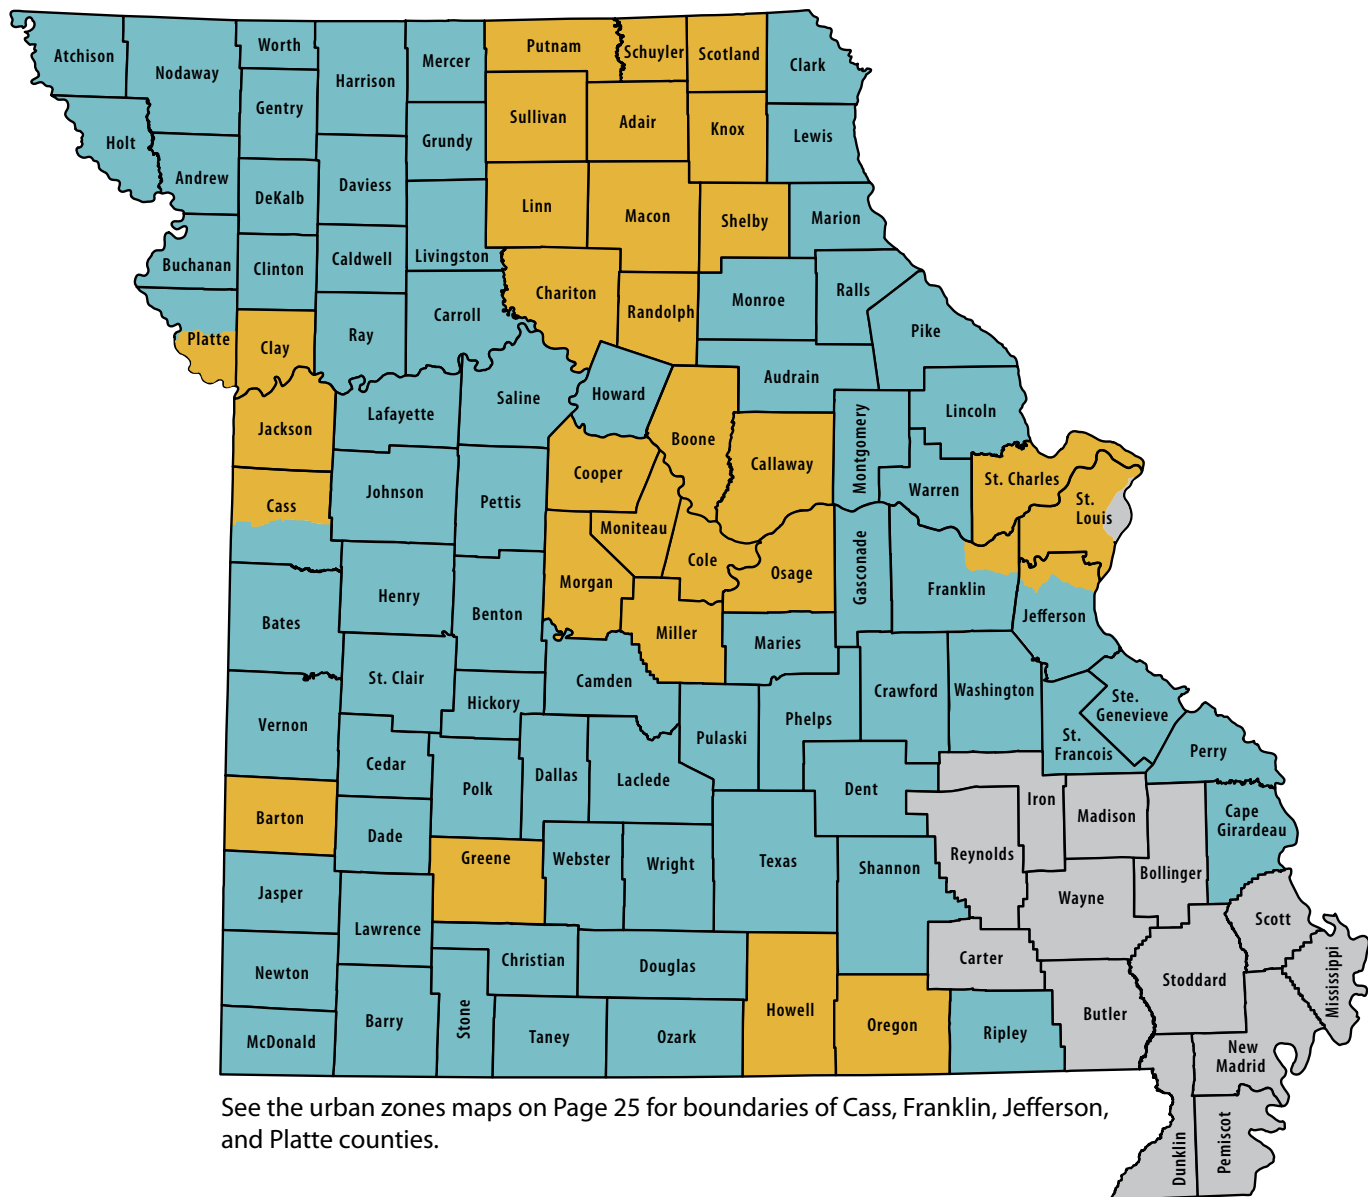 Atchison
Nodaway
Worth
Harrison
Mercer
Putnam
Schuyler
Scotland
Clark
Holt
Gentry
Grundy
Sullivan
Adair
Knox
Lewis
Andrew
DeKalb
Daviess
Linn
Macon
Shelby
Marion
Buchanan
Clinton
Caldwell
Livingston
Chariton
Randolph
Monroe
Ralls
Pike
Platte
Clay
Ray
Carroll
Howard
Audrain
Lincoln
Jackson
Lafayette
Saline
Boone
Callaway
Montgomery
Warren
St. Charles
St.
Louis
Cass
Johnson
Pettis
Cooper
Moniteau
Cole
Osage
Gasconade
Franklin
Jefferson
Bates
Henry
Benton
Morgan
Miller
Maries
Vernon
St. Clair
Hickory
Camden
Pulaski
Phelps
Crawford
Washington
St.
Francois
Ste.
Genevieve
Perry
Cedar
Polk
Dallas
Laclede
Dent
Iron
Madison
Cape
Girardeau
Barton
Dade
Greene
Webster
Wright
Texas
Shannon
Reynolds
Wayne
Bollinger
Scott
Jasper
Lawrence
Christian
Douglas
Howell
Oregon
Carter
Butler
Stoddard
Mississippi
Newton
Barry
Stone
Taney
Ozark
Ripley
New
Madrid
McDonald
Dunklin
Pemiscot
See the urban zones maps on Page 25 for boundaries of Cass, Franklin, Jefferson,
and Platte counties.